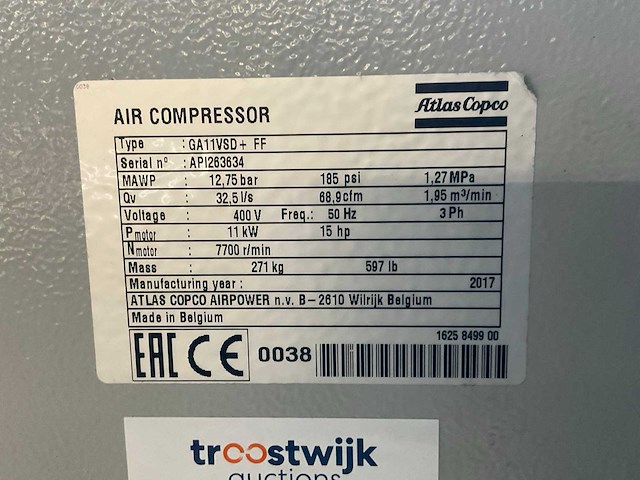 0038
AIR COMPRESSOR
Atlas Copco
Type : GA11VSD+ FF
Serial nº : API263634
MAWP : 12,75 bar 185 psi 1,27 MPa
Qv : 32,5 l/s 68,9 cfm 1,95 m³/min
Voltage : 400 V Freq.: 50 Hz 3 Ph
Pmotor : 11 kW 15 hp
Nmotor : 7700 r/min
Mass : 271 kg 597 lb
Manufacturing year : 2017
ATLAS COPCO AIRPOWER n.v. B-2610 Wilrijk Belgium
Made in Belgium
EAC CE 0038
1625 8499 00
troostwijk
auctions